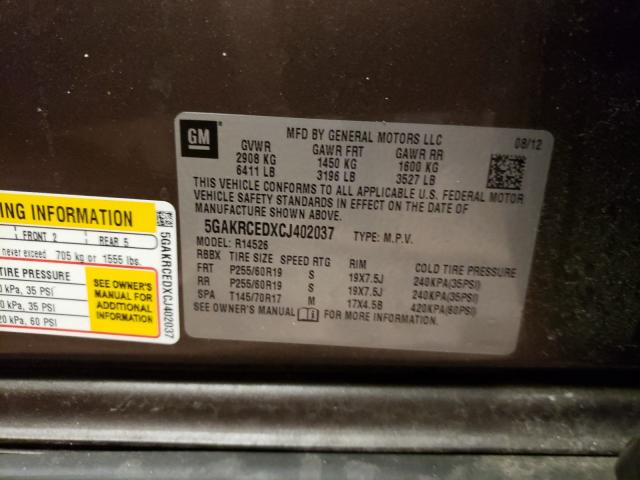 GM
MFD BY GENERAL MOTORS LLC
08/12
GVWR GAWR FRT GAWR RR
2908 KG 1450 KG 1600 KG
6411 LB 3196 LB 3527 LB
THIS VEHICLE CONFORMS TO ALL APPLICABLE U.S. FEDERAL MOTOR
VEHICLE SAFETY STANDARDS IN EFFECT ON THE DATE OF
MANUFACTURE SHOWN ABOVE.
5GAKRCEDXCJ402037 TYPE: M.P.V.
MODEL: R14526
RBBX TIRE SIZE SPEED RTG RIM COLD TIRE PRESSURE
FRT P255/60R19 S 19X7.5J 240KPA(35PSI)
RR P255/60R19 S 19X7.5J 240KPA(35PSI)
SPA T145/70R17 M 17X4.5B 420KPA(60PSI)
SEE OWNER'S MANUAL FOR MORE INFORMATION.
ING INFORMATION
FRONT 2 REAR 5
never exceed 705 kg or 1555 lbs.
TIRE PRESSURE
kPa, 35 PSI
kPa, 35 PSI
20 kPa, 60 PSI
SEE OWNER'S
MANUAL FOR
ADDITIONAL
INFORMATION
5GAKRCEDXCJ402037